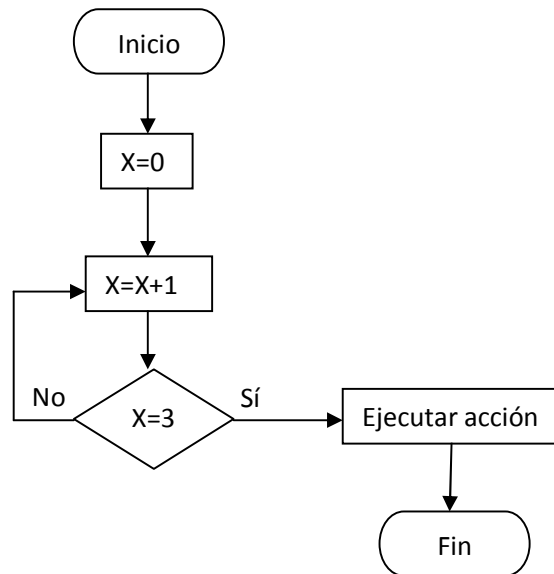 Inicio
X=0
X=X+1
No
X=3
Sí
Ejecutar acción
Fin